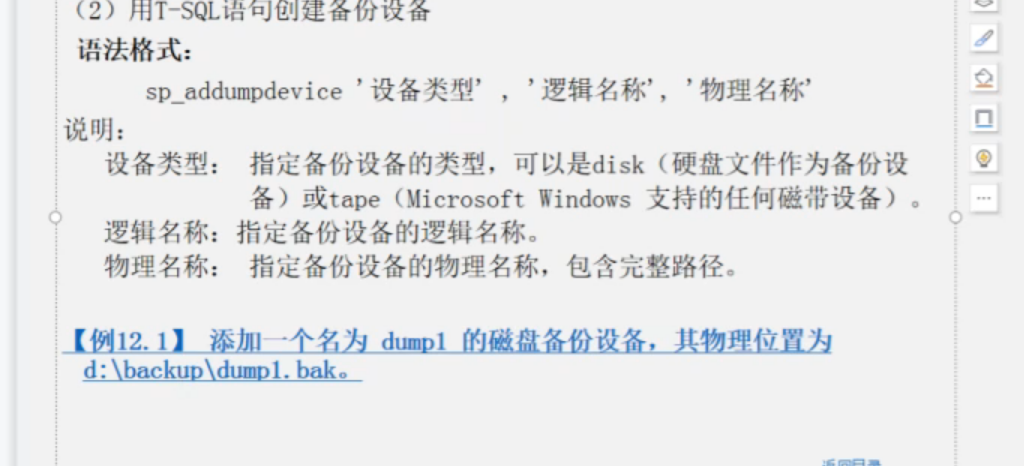 （2）用T-SQL语句创建备份设备
语法格式：
sp_addumpdevice '设备类型' , '逻辑名称', '物理名称'
说明：
设备类型： 指定备份设备的类型，可以是disk（硬盘文件作为备份设
备）或tape（Microsoft Windows 支持的任何磁带设备）。
逻辑名称：指定备份设备的逻辑名称。
物理名称： 指定备份设备的物理名称，包含完整路径。
【例12.1】 添加一个名为 dump1 的磁盘备份设备，其物理位置为
d:\backup\dump1.bak。
返回目录